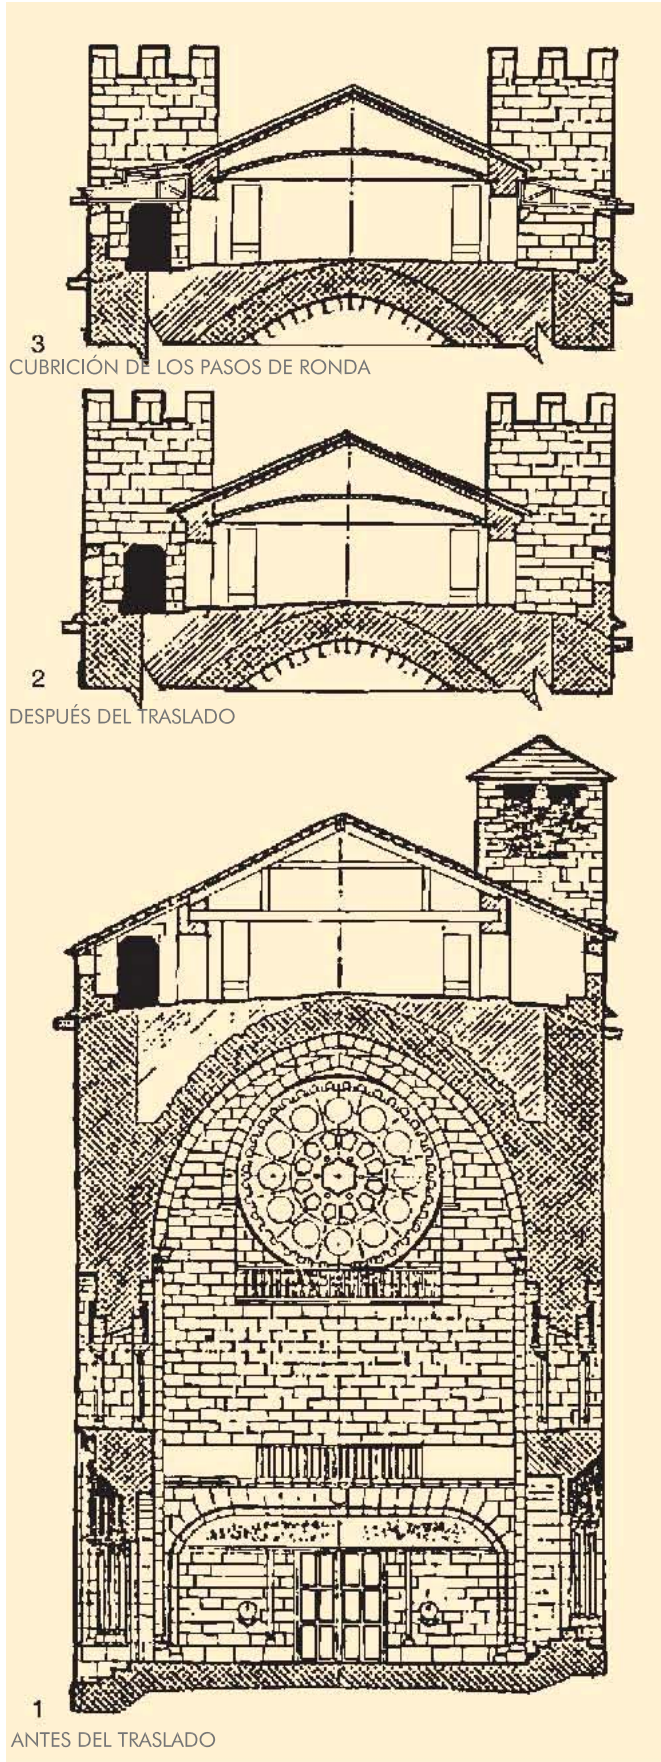 3
CUBRICIÓN DE LOS PASOS DE RONDA
2
DESPUÉS DEL TRASLADO
1
ANTES DEL TRASLADO